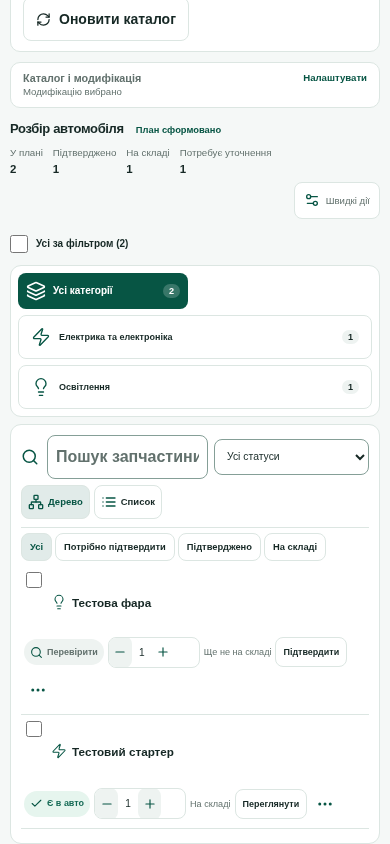 Оновити каталог
Каталог і модифікація
Налаштувати
Модифікацію вибрано
Розбір автомобіля
План сформовано
У плані Підтверджено На складі Потребує уточнення
2 1 1 1
Швидкі дії
Усі за фільтром (2)
Усі категорії 2
Електрика та електроніка 1
Освітлення 1
Пошук запчастини
Усі статуси
Дерево Список
Усі Потрібно підтвердити Підтверджено На складі
Тестова фара
Перевірити 1 Ще не на складі Підтвердити
Тестовий стартер
Є в авто 1 На складі Переглянути